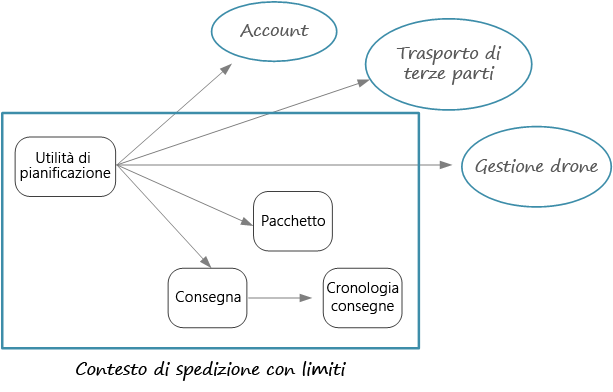 Account
Trasporto di
terze parti
Utilità di
pianificazione
Gestione drone
Pacchetto
Consegna
Cronologia
consegne
Contesto di spedizione con limiti